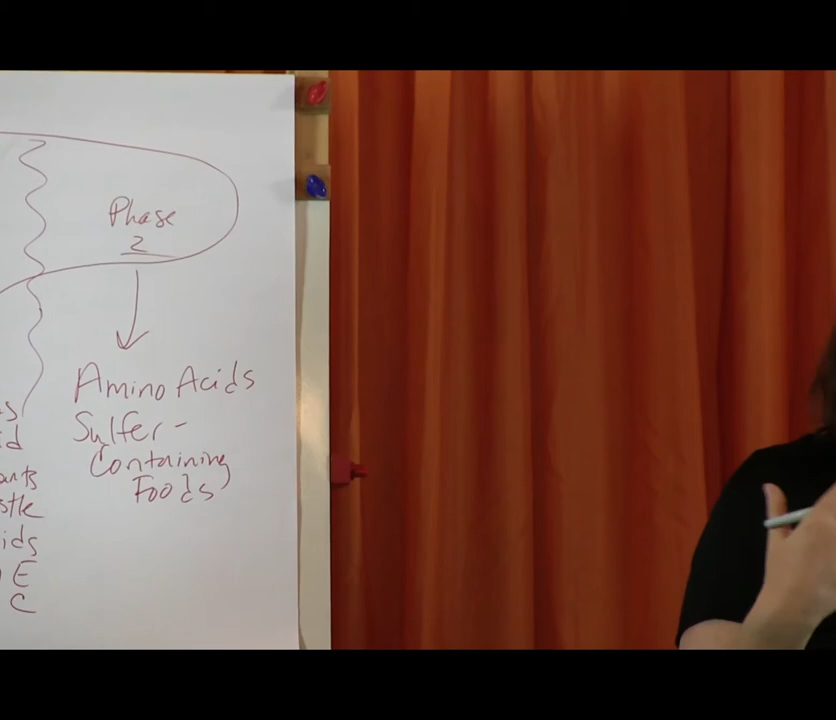 Phase
2
Amino Acids
Sulfer-
Containing
Foods
E
C